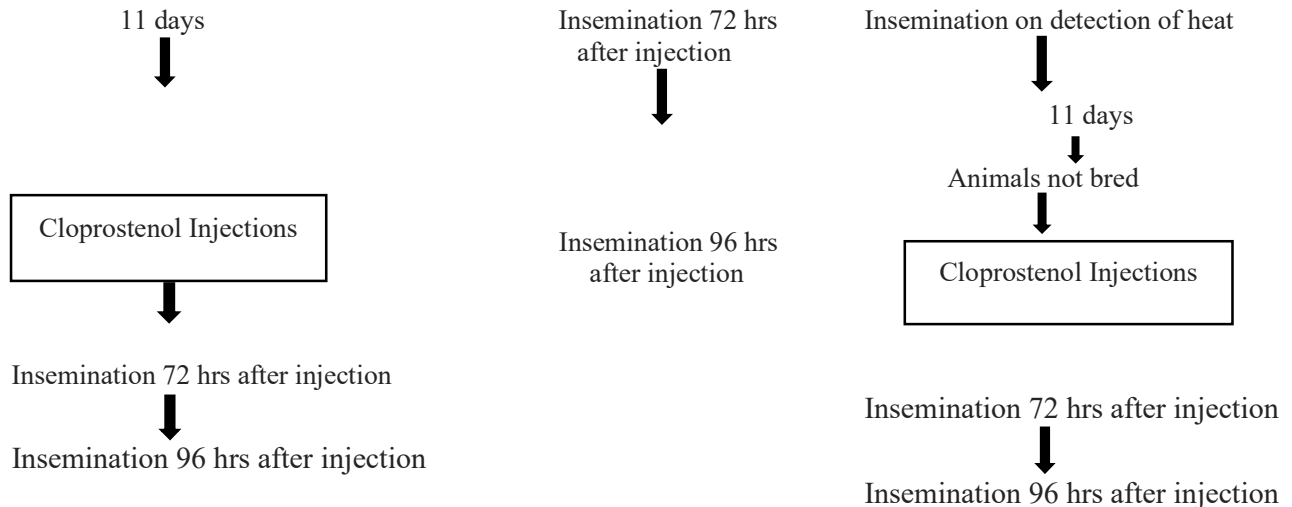 11 days
Cloprostenol Injections
Insemination 72 hrs after injection
Insemination 96 hrs after injection
Insemination 72 hrs
after injection
Insemination 96 hrs
after injection
Insemination on detection of heat
11 days
Animals not bred
Cloprostenol Injections
Insemination 72 hrs after injection
Insemination 96 hrs after injection